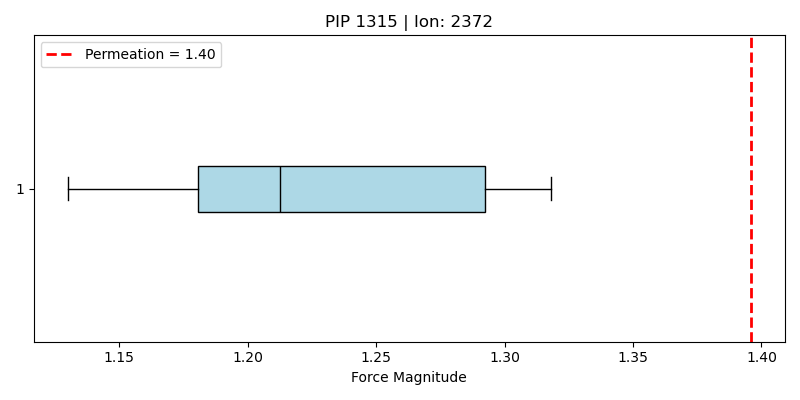 PIP 1315 | Ion: 2372
Permeation = 1.40
1
1.15 1.20 1.25 1.30 1.35 1.40
Force Magnitude